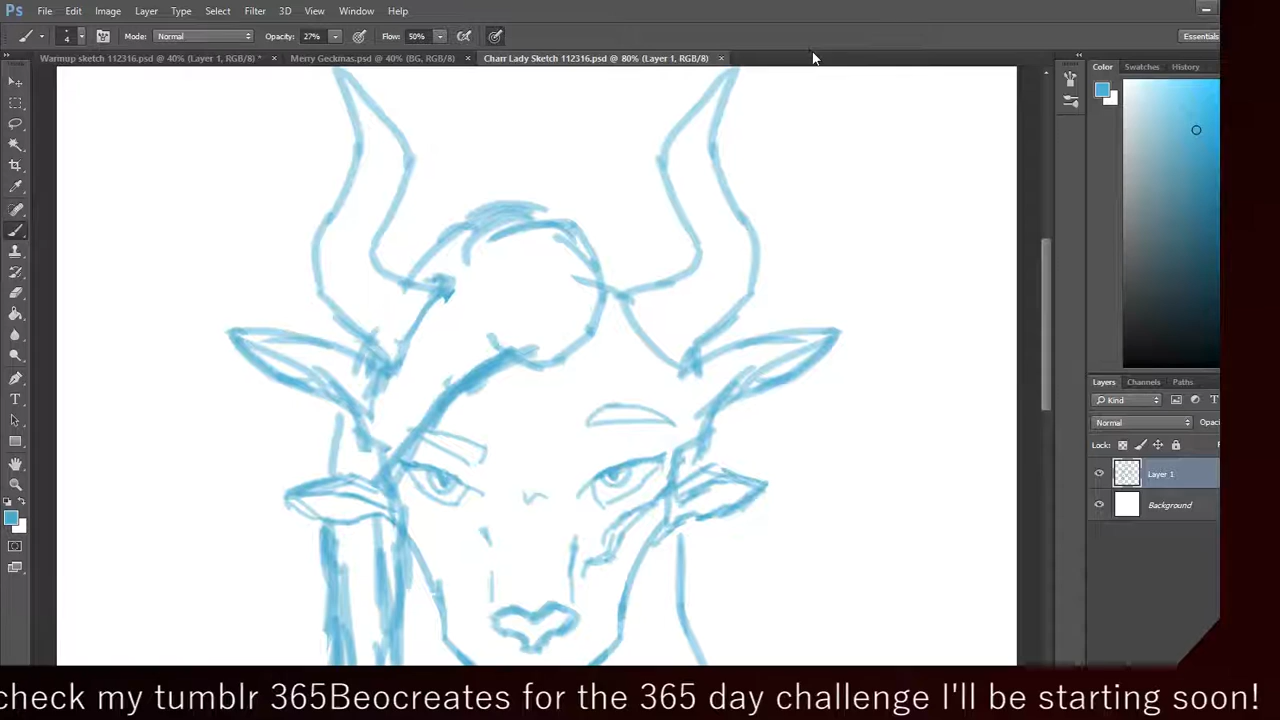 Ps File Edit Image Layer Type Select Filter 3D View Window Help
4 Mode: Normal Opacity: 27% Flow: 50% Essentials
Warmup sketch 112316.psd @ 40% (Layer 1, RGB/8) * × Merry Geckmas.psd @ 40% (BG, RGB/8) × Charr Lady Sketch 112316.psd @ 80% (Layer 1, RGB/8) ×
Color Swatches History
Layers Channels Paths
Kind
Normal Opac
Lock: F
Layer 1
Background
check my tumblr 365Beocreates for the 365 day challenge I'll be starting soon!